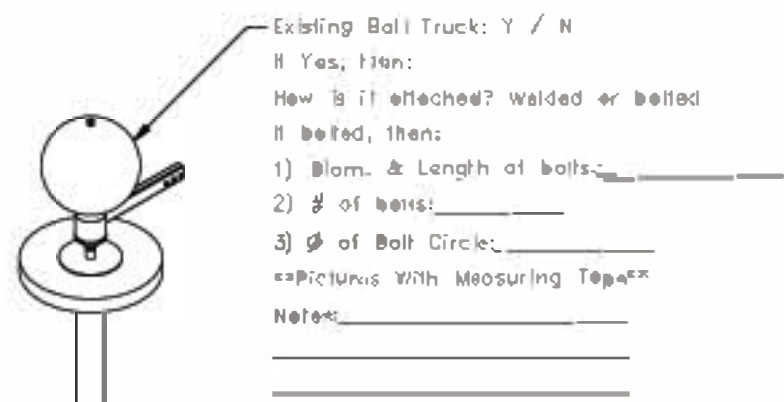 Existing Ball Truck: Y / N
If Yes, then:
How is it attached? Welded or bolted
If bolted, then:
1) Diam. & Length of bolts:
2) # of bolts:
3) Ø of Bolt Circle:
**Pictures With Measuring Tape**
Notes: